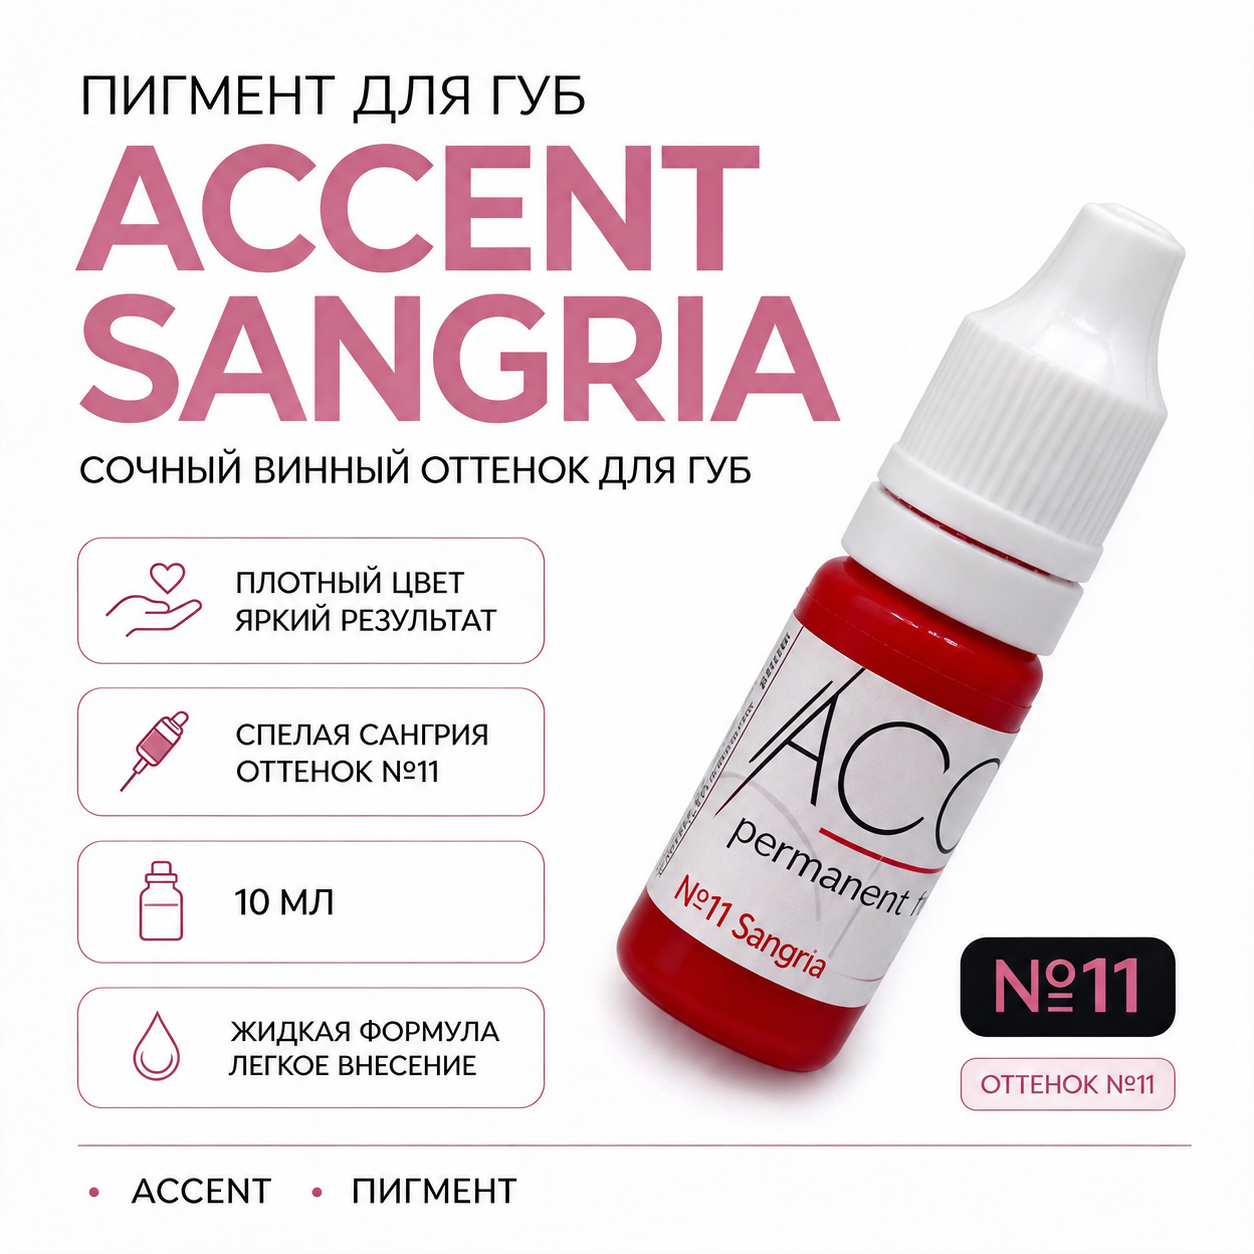 ПИГМЕНТ ДЛЯ ГУБ
ACCENT
SANGRIA
СОЧНЫЙ ВИННЫЙ ОТТЕНОК ДЛЯ ГУБ
ПЛОТНЫЙ ЦВЕТ
ЯРКИЙ РЕЗУЛЬТАТ
СПЕЛАЯ САНГРИЯ
ОТТЕНОК №11
10 МЛ
ЖИДКАЯ ФОРМУЛА
ЛЕГКОЕ ВНЕСЕНИЕ
ACC
permanent
№11 Sangria
№11
ОТТЕНОК №11
• ACCENT • ПИГМЕНТ